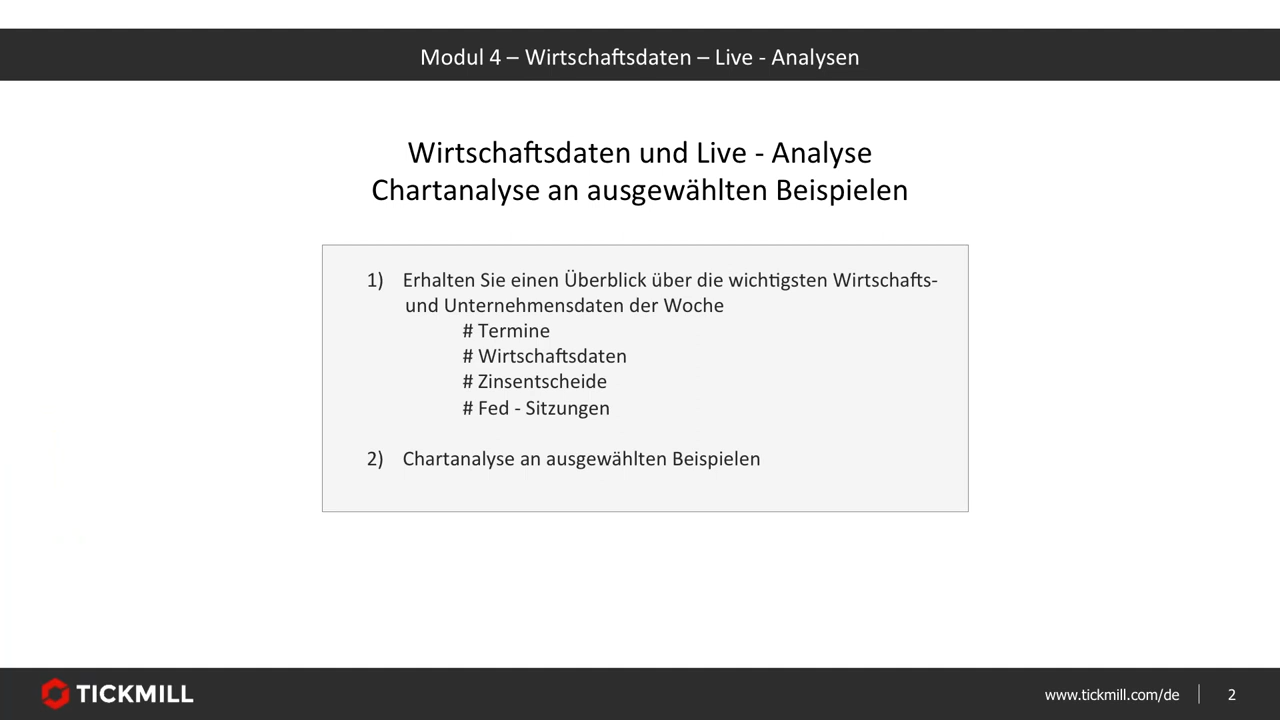 Modul 4 – Wirtschaftsdaten – Live - Analysen
Wirtschaftsdaten und Live - Analyse
Chartanalyse an ausgewählten Beispielen
1) Erhalten Sie einen Überblick über die wichtigsten Wirtschafts-
und Unternehmensdaten der Woche
# Termine
# Wirtschaftsdaten
# Zinsentscheide
# Fed - Sitzungen
2) Chartanalyse an ausgewählten Beispielen
TICKMILL
www.tickmill.com/de | 2